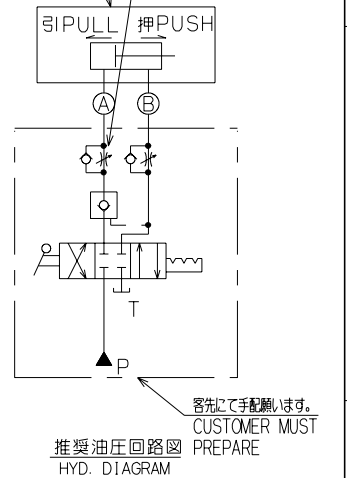 引PULL 押PUSH
A B
T
P
客先にて手配願います。
CUSTOMER MUST
PREPARE
推奨油圧回路図
HYD. DIAGRAM